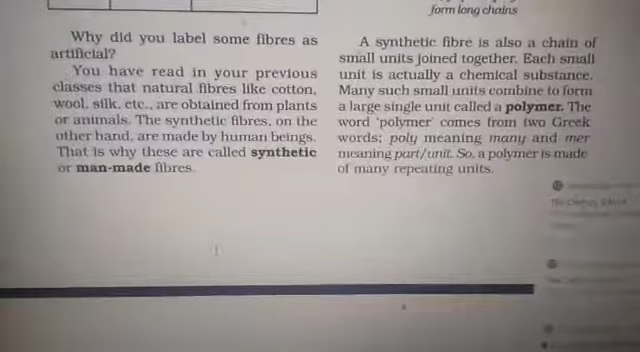 form long chains
Why did you label some fibres as
artificial?
You have read in your previous
classes that natural fibres like cotton,
wool, silk, etc., are obtained from plants
or animals. The synthetic fibres, on the
other hand, are made by human beings.
That is why these are called synthetic
or man-made fibres.
A synthetic fibre is also a chain of
small units joined together. Each small
unit is actually a chemical substance.
Many such small units combine to form
a large single unit called a polymer. The
word 'polymer' comes from two Greek
words; poly meaning many and mer
meaning part/unit. So, a polymer is made
of many repeating units.